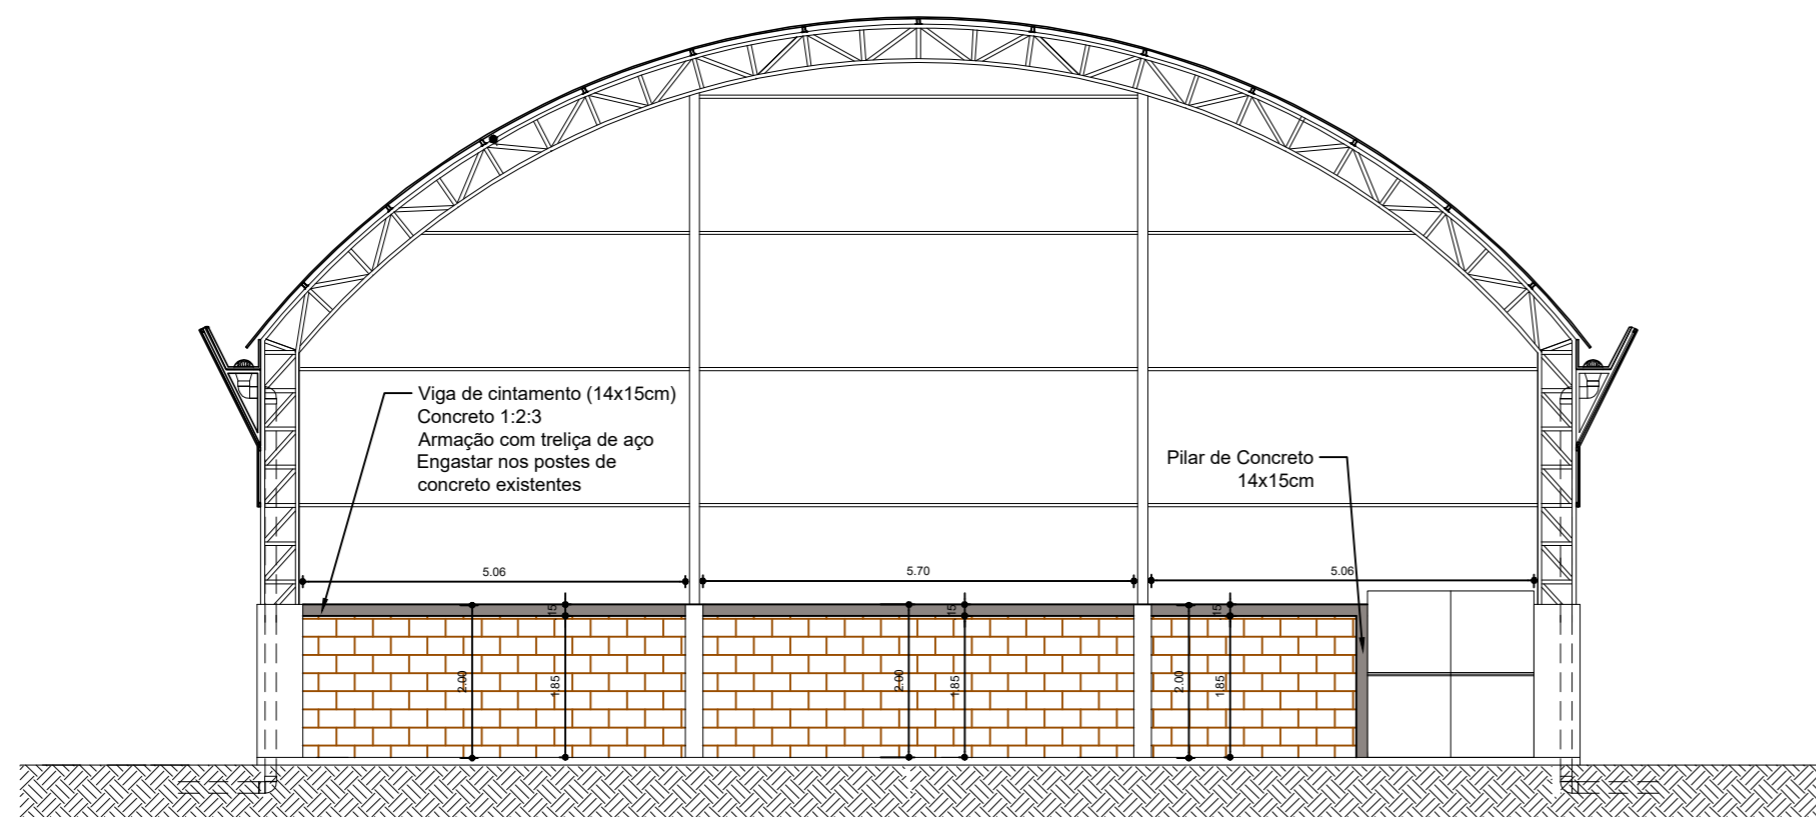 Viga de cintamento (14x15cm)
Concreto 1:2:3
Armação com treliça de aço
Engastar nos postes de
concreto existentes
Pilar de Concreto
14x15cm
5.06
5.70
5.06
15
15
15
2.00
1.85
2.00
1.85
2.00
1.85